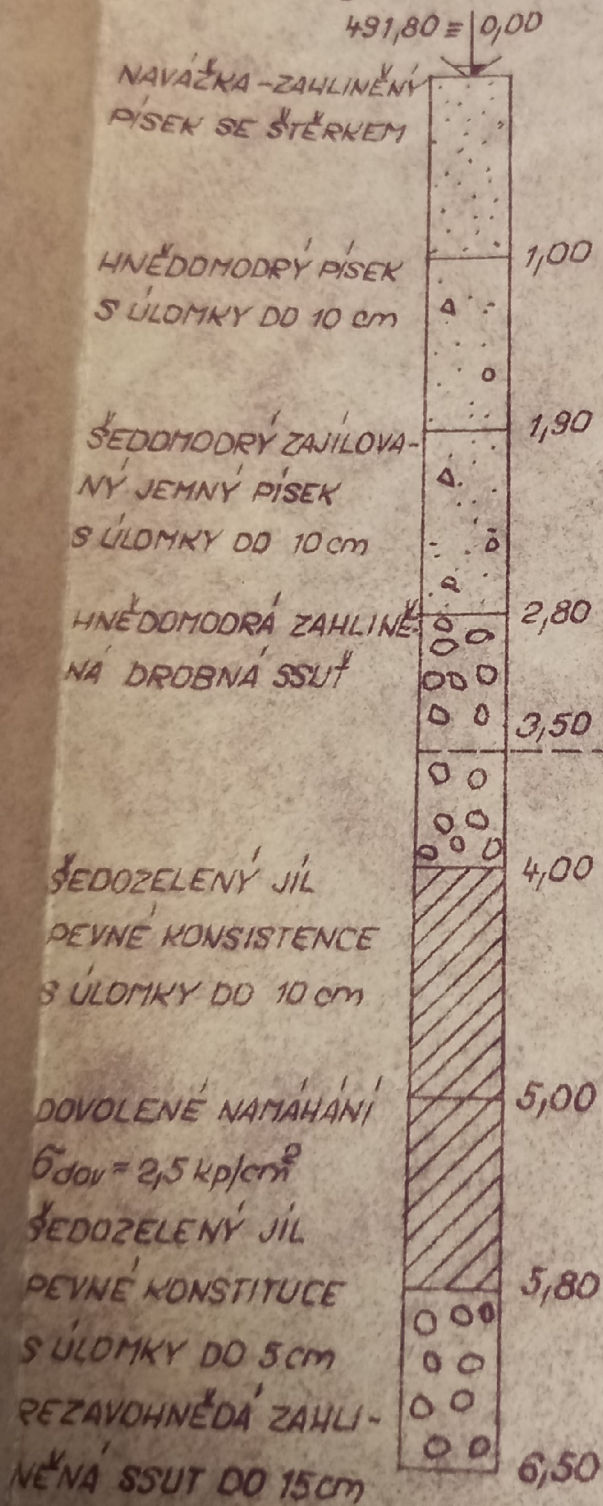 491,80 ≡ 0,00
NAVÁŽKA-ZAHLINĚNÝ
PÍSEK SE ŠTĚRKEM
1,00
HNĚDOMODRÝ PÍSEK
S ÚLOMKY DO 10 cm
1,90
ŠEDOMODRÝ ZAJÍLOVA-
NÝ JEMNÝ PÍSEK
S ÚLOMKY DO 10 cm
2,80
HNĚDOMODRÁ ZAHLINĚ-
NÁ DROBNÁ SSUŤ
3,50
4,00
ŠEDOZELENÝ JÍL
PEVNÉ KONSISTENCE
S ÚLOMKY DO 10 cm
5,00
DOVOLENÉ NAMÁHÁNÍ
σdov = 2,5 kp/cm²
ŠEDOZELENÝ JÍL
PEVNÉ KONSTITUCE
5,80
S ÚLOMKY DO 5 cm
REZAVOHNĚDÁ ZAHLI-
NĚNÁ SSUT DO 15 cm
6,50